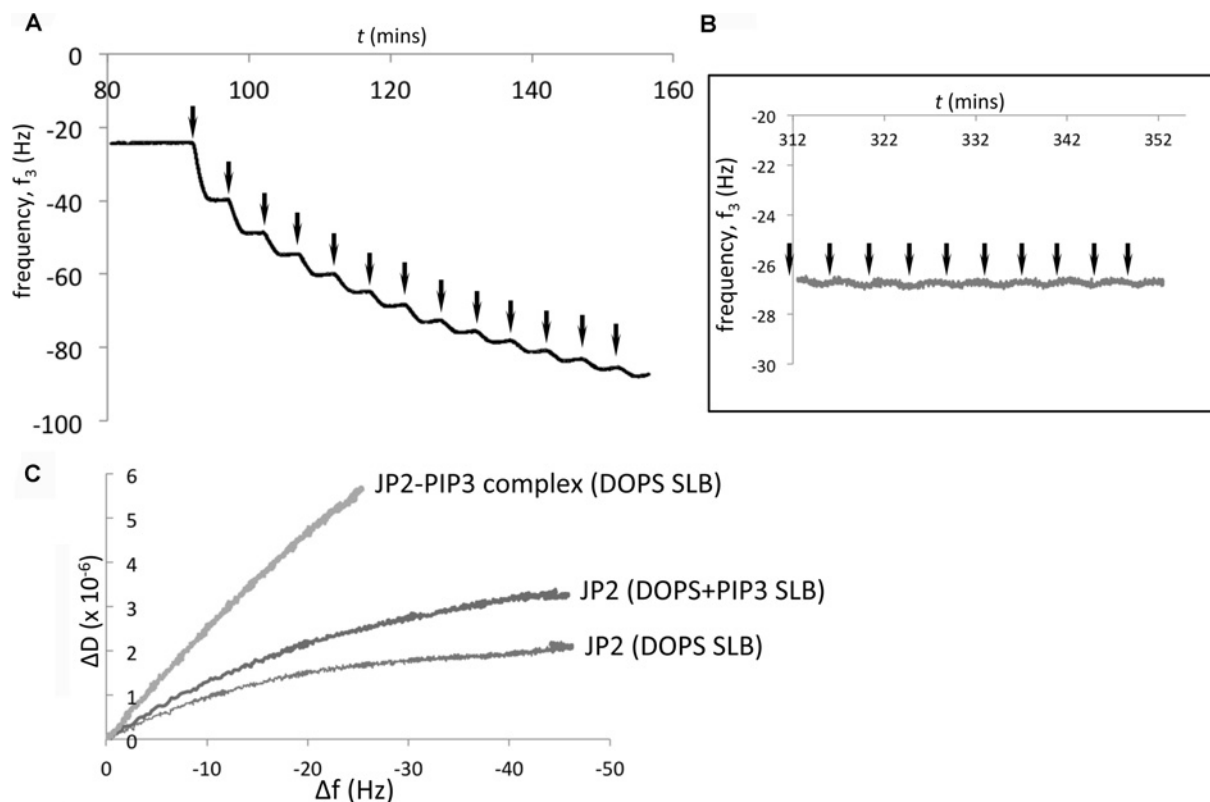 A
t (mins)
0
80
100
120
140
160
-20
-40
-60
-80
-100
frequency, f₃ (Hz)
B
t (mins)
-20
312
322
332
342
352
-22
-24
-26
-28
-30
frequency, f₃ (Hz)
C
6
5
4
3
2
1
0
ΔD (x 10⁻⁶)
JP2-PIP3 complex (DOPS SLB)
JP2 (DOPS+PIP3 SLB)
JP2 (DOPS SLB)
0
-10
-20
-30
-40
-50
Δf (Hz)